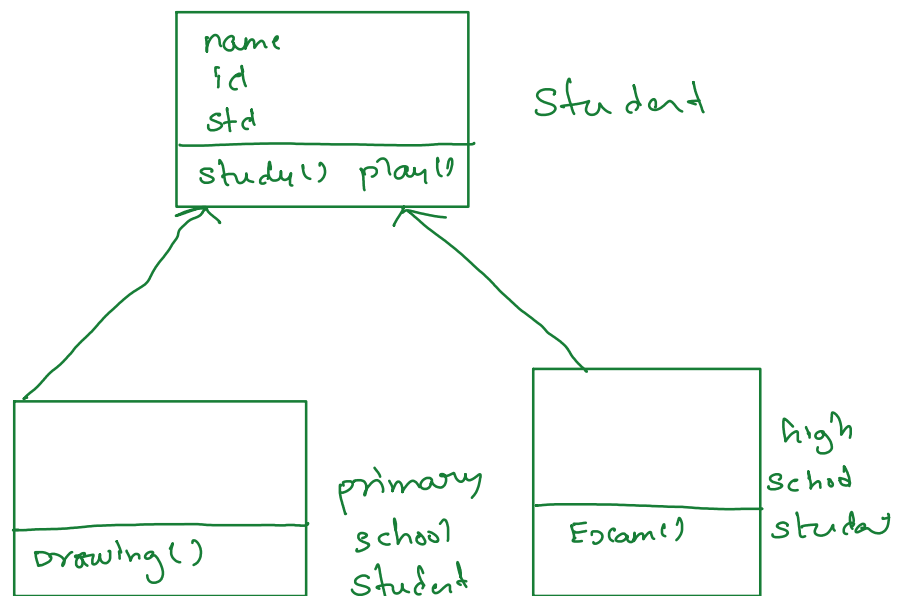 name
id
std
Student
study() play()
primary
school
Student
Drawing()
high
school
student
Exam()